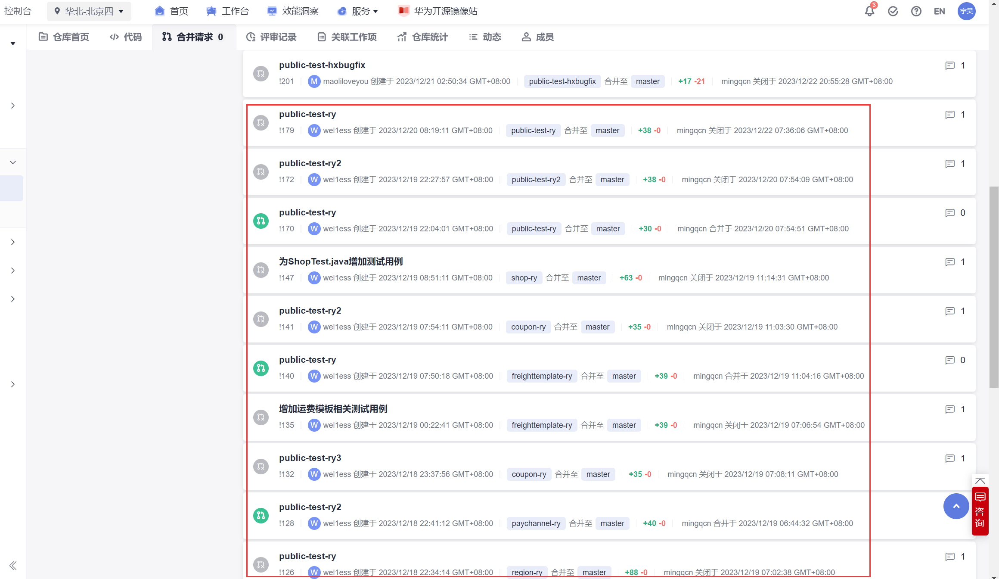 控制台 华北-北京四 首页 工作台 效能洞察 服务 华为开源镜像站 3 EN 宇昊
仓库首页 代码 合并请求 0 评审记录 关联工作项 仓库统计 动态 成员
public-test-hxbugfix 1
!201 M maoliloveyou 创建于 2023/12/21 02:50:34 GMT+08:00 public-test-hxbugfix 合并至 master +17 -21 mingqcn 关闭于 2023/12/22 20:55:28 GMT+08:00
public-test-ry 1
!179 W wel1ess 创建于 2023/12/20 08:19:11 GMT+08:00 public-test-ry 合并至 master +38 -0 mingqcn 关闭于 2023/12/22 07:36:06 GMT+08:00
public-test-ry2 1
!172 W wel1ess 创建于 2023/12/19 22:27:57 GMT+08:00 public-test-ry2 合并至 master +38 -0 mingqcn 关闭于 2023/12/20 07:54:09 GMT+08:00
public-test-ry 0
!170 W wel1ess 创建于 2023/12/19 22:04:01 GMT+08:00 public-test-ry 合并至 master +30 -0 mingqcn 合并于 2023/12/20 07:54:51 GMT+08:00
为ShopTest.java增加测试用例 1
!147 W wel1ess 创建于 2023/12/19 08:51:11 GMT+08:00 shop-ry 合并至 master +63 -0 mingqcn 关闭于 2023/12/19 11:14:31 GMT+08:00
public-test-ry2 1
!141 W wel1ess 创建于 2023/12/19 07:54:11 GMT+08:00 coupon-ry 合并至 master +35 -0 mingqcn 关闭于 2023/12/19 11:03:30 GMT+08:00
public-test-ry 0
!140 W wel1ess 创建于 2023/12/19 07:50:18 GMT+08:00 freighttemplate-ry 合并至 master +39 -0 mingqcn 合并于 2023/12/19 11:04:16 GMT+08:00
增加运费模板相关测试用例 1
!135 W wel1ess 创建于 2023/12/19 00:22:41 GMT+08:00 freighttemplate-ry 合并至 master +39 -0 mingqcn 关闭于 2023/12/19 07:06:54 GMT+08:00
public-test-ry3 1
!132 W wel1ess 创建于 2023/12/18 23:37:56 GMT+08:00 coupon-ry 合并至 master +35 -0 mingqcn 关闭于 2023/12/19 07:08:11 GMT+08:00
public-test-ry2
!128 W wel1ess 创建于 2023/12/18 22:41:12 GMT+08:00 paychannel-ry 合并至 master +40 -0 mingqcn 合并于 2023/12/19 06:44:32 GMT+08:00
咨询
public-test-ry 1
!126 W wel1ess 创建于 2023/12/18 22:34:14 GMT+08:00 region-ry 合并至 master +88 -0 mingqcn 关闭于 2023/12/19 07:02:38 GMT+08:00